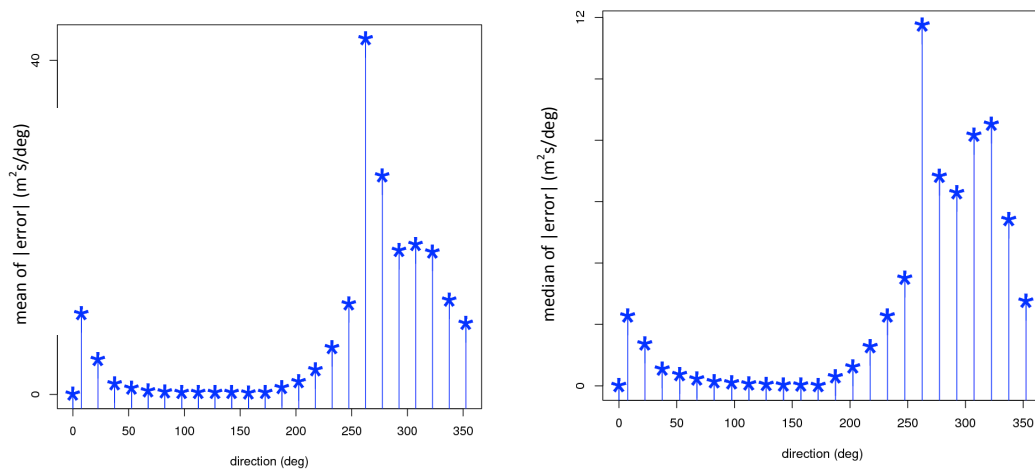 40
0
mean of |error| (m²s/deg)
0 50 100 150 200 250 300 350
direction (deg)
12
0
median of |error| (m²s/deg)
0 50 100 150 200 250 300 350
direction (deg)